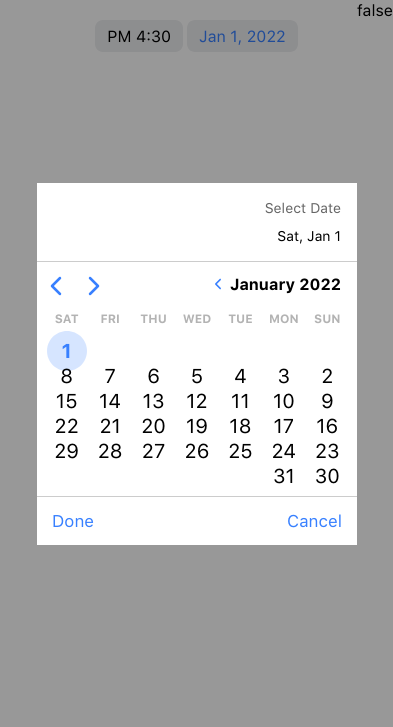 false
PM 4:30 Jan 1, 2022
Select Date
Sat, Jan 1
January 2022
SAT FRI THU WED TUE MON SUN
1
8 7 6 5 4 3 2
15 14 13 12 11 10 9
22 21 20 19 18 17 16
29 28 27 26 25 24 23
31 30
Done Cancel